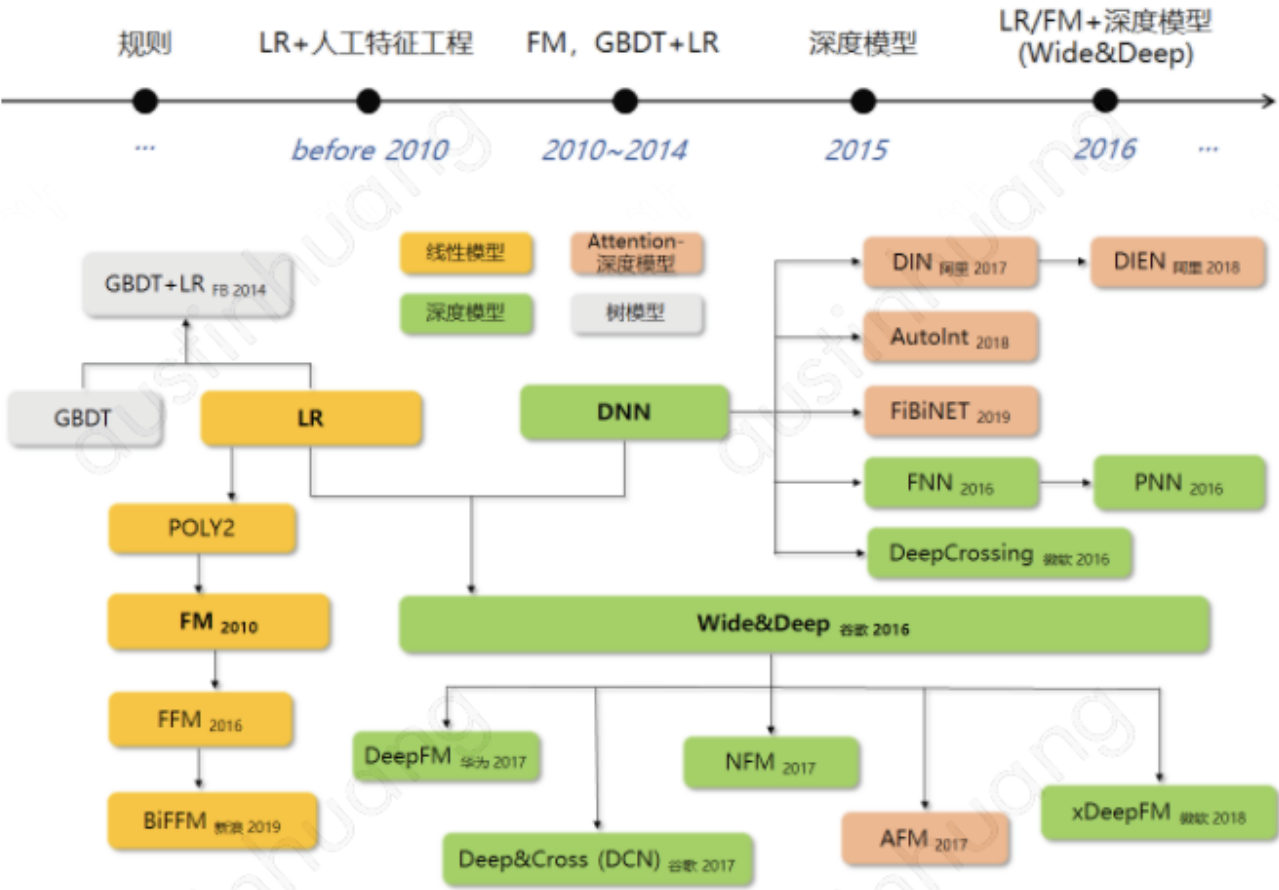 规则
LR+人工特征工程
FM，GBDT+LR
深度模型
LR/FM+深度模型
(Wide&Deep)
...
before 2010
2010~2014
2015
2016
...
线性模型
Attention-
深度模型
深度模型
树模型
GBDT+LR FB 2014
GBDT
LR
DNN
DIN 阿里 2017
DIEN 阿里 2018
AutoInt 2018
FiBiNET 2019
FNN 2016
PNN 2016
DeepCrossing 微软 2016
POLY2
FM 2010
FFM 2016
BiFFM 新浪 2019
Wide&Deep 谷歌 2016
DeepFM 华为 2017
NFM 2017
Deep&Cross (DCN) 谷歌 2017
AFM 2017
xDeepFM 微软 2018
austinhuang
austinhuang